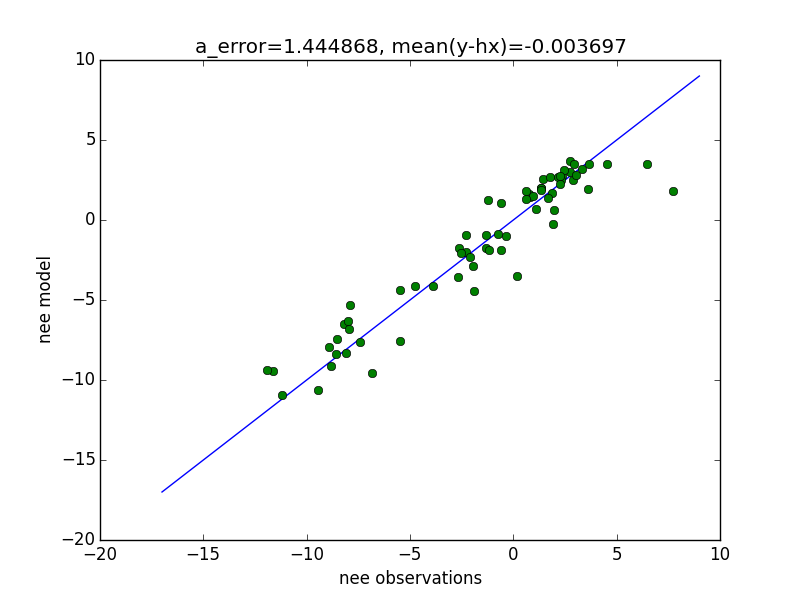 a_error=1.444868, mean(y-hx)=-0.003697
10
5
0
−5
−10
−15
−20
nee model
−20 −15 −10 −5 0 5 10
nee observations